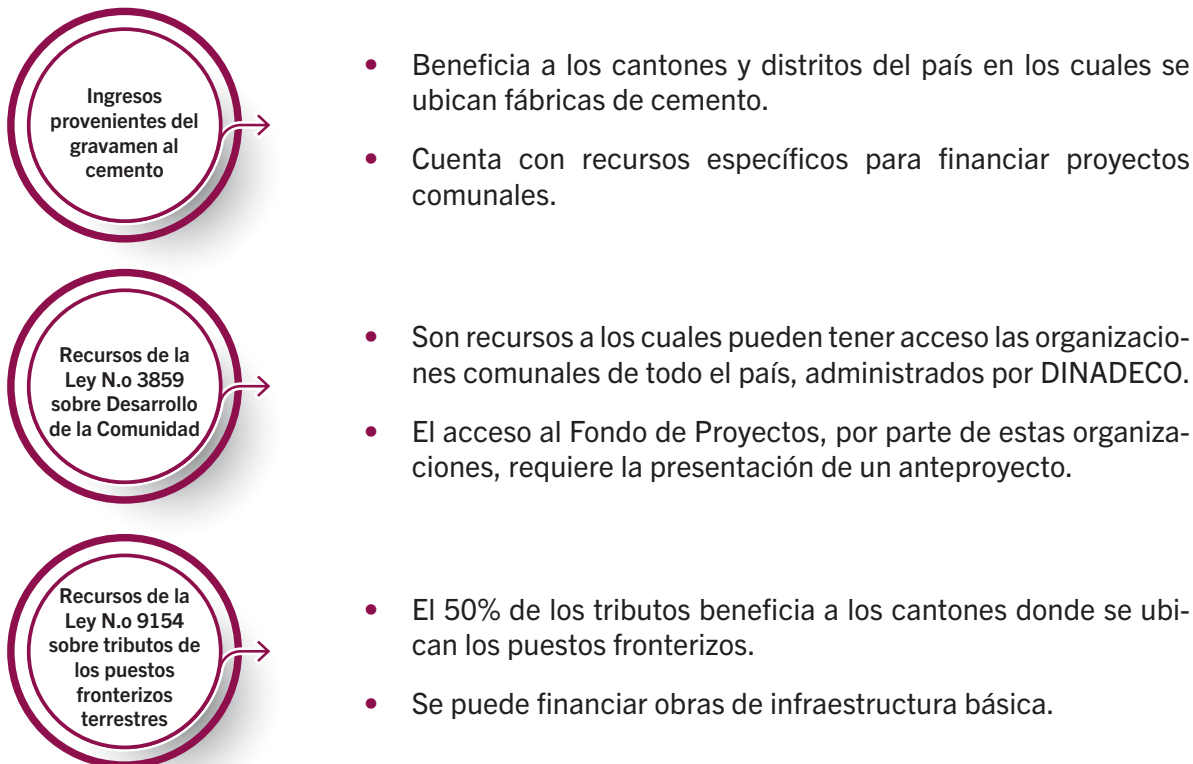 Ingresos
provenientes del
gravamen al
cemento
• Beneficia a los cantones y distritos del país en los cuales se
ubican fábricas de cemento.
• Cuenta con recursos específicos para financiar proyectos
comunales.
Recursos de la
Ley N.o 3859
sobre Desarrollo
de la Comunidad
• Son recursos a los cuales pueden tener acceso las organizacio-
nes comunales de todo el país, administrados por DINADECO.
• El acceso al Fondo de Proyectos, por parte de estas organiza-
ciones, requiere la presentación de un anteproyecto.
Recursos de la
Ley N.o 9154
sobre tributos de
los puestos
fronterizos
terrestres
• El 50% de los tributos beneficia a los cantones donde se ubi-
can los puestos fronterizos.
• Se puede financiar obras de infraestructura básica.